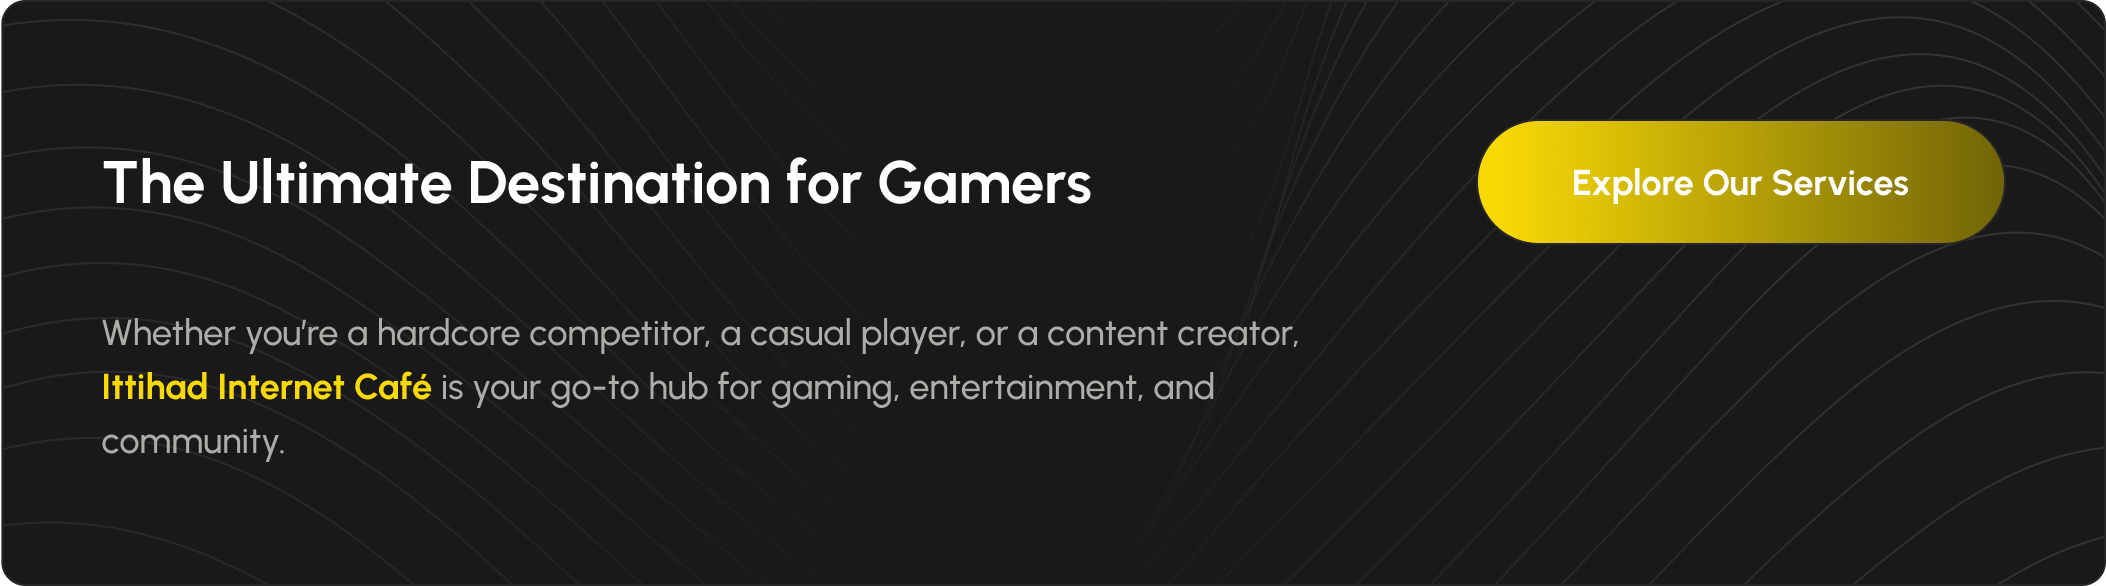 The Ultimate Destination for Gamers
Explore Our Services
Whether you're a hardcore competitor, a casual player, or a content creator,
Ittihad Internet Café is your go-to hub for gaming, entertainment, and
community.